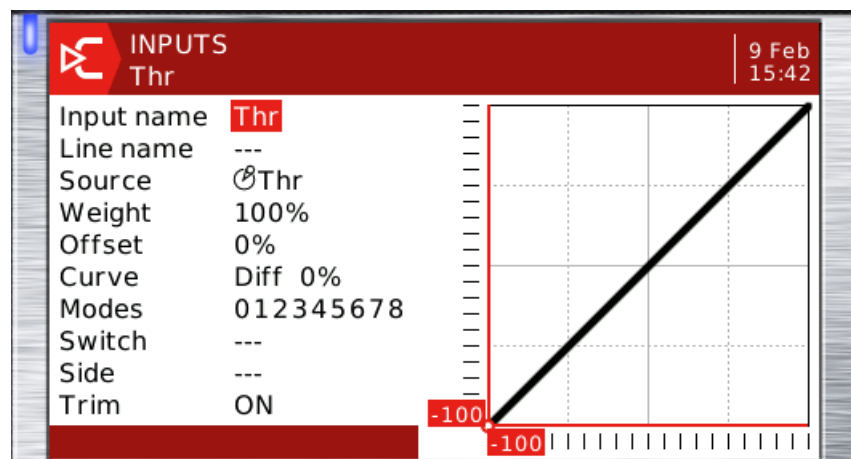 INPUTS
Thr
9 Feb
15:42
Input name Thr
Line name ---
Source Thr
Weight 100%
Offset 0%
Curve Diff 0%
Modes 012345678
Switch ---
Side ---
Trim ON
-100
-100